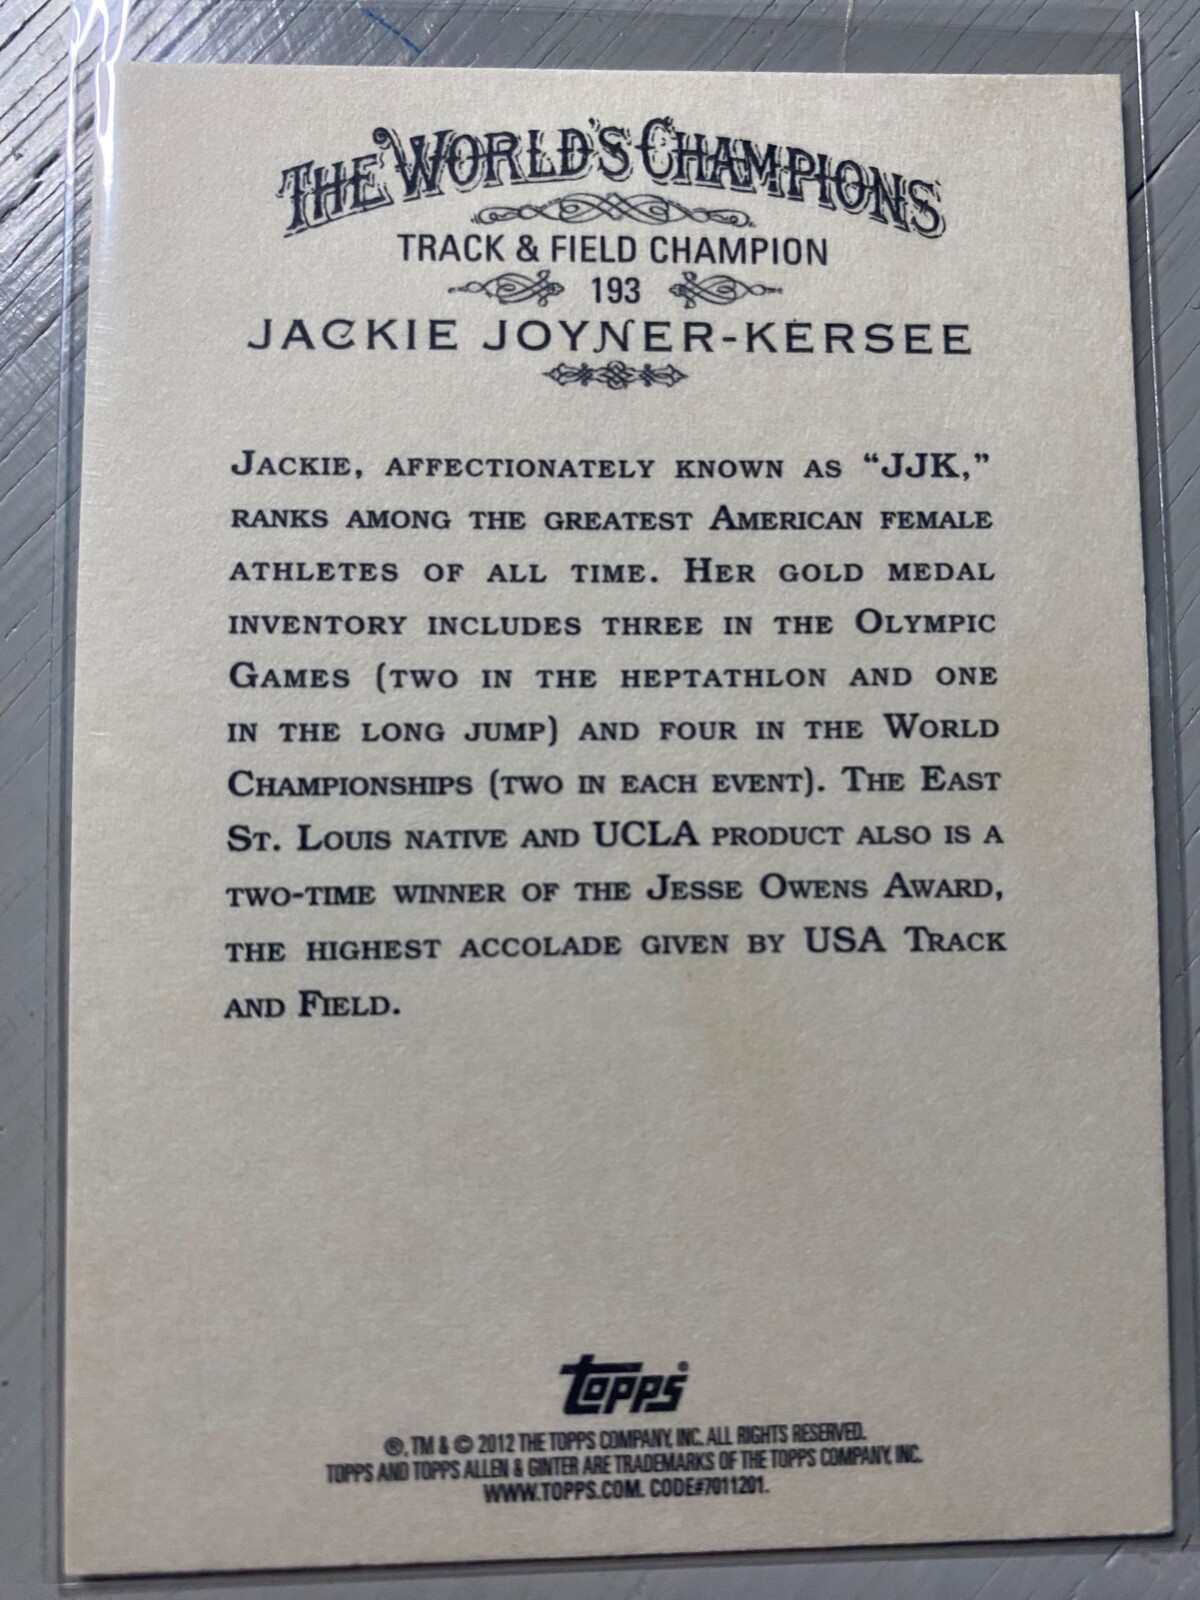 THE WORLD'S CHAMPIONS
TRACK & FIELD CHAMPION
193
JACKIE JOYNER-KERSEE
JACKIE, AFFECTIONATELY KNOWN AS “JJK,”
RANKS AMONG THE GREATEST AMERICAN FEMALE
ATHLETES OF ALL TIME. HER GOLD MEDAL
INVENTORY INCLUDES THREE IN THE OLYMPIC
GAMES (TWO IN THE HEPTATHLON AND ONE
IN THE LONG JUMP) AND FOUR IN THE WORLD
CHAMPIONSHIPS (TWO IN EACH EVENT). THE EAST
ST. LOUIS NATIVE AND UCLA PRODUCT ALSO IS A
TWO-TIME WINNER OF THE JESSE OWENS AWARD,
THE HIGHEST ACCOLADE GIVEN BY USA TRACK
AND FIELD.
Topps®
®, TM & © 2012 THE TOPPS COMPANY, INC. ALL RIGHTS RESERVED.
TOPPS AND TOPPS ALLEN & GINTER ARE TRADEMARKS OF THE TOPPS COMPANY, INC.
WWW.TOPPS.COM. CODE#7011201.